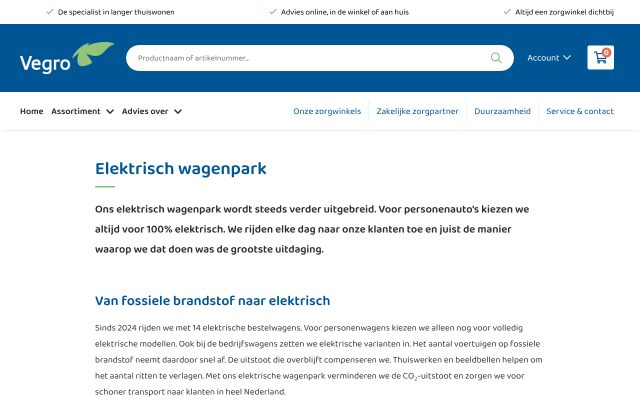 De specialist in langer thuiswonen
Advies online, in de winkel of aan huis
Altijd een zorgwinkel dichtbij
Vegro
Productnaam of artikelnummer...
Account
0
Home
Assortiment
Advies over
Onze zorgwinkels
Zakelijke zorgpartner
Duurzaamheid
Service & contact
Elektrisch wagenpark
Ons elektrisch wagenpark wordt steeds verder uitgebreid. Voor personenauto's kiezen we
altijd voor 100% elektrisch. We rijden elke dag naar onze klanten toe en juist de manier
waarop we dat doen was de grootste uitdaging.
Van fossiele brandstof naar elektrisch
Sinds 2024 rijden we met 14 elektrische bestelwagens. Voor personenwagens kiezen we alleen nog voor volledig
elektrische modellen. Ook bij de bedrijfswagens zetten we elektrische varianten in. Het aantal voertuigen op fossiele
brandstof neemt daardoor snel af. De uitstoot die overblijft compenseren we. Thuiswerken en beeldbellen helpen om
het aantal ritten te verlagen. Met ons elektrische wagenpark verminderen we de CO₂-uitstoot en zorgen we voor
schoner transport naar klanten in heel Nederland.